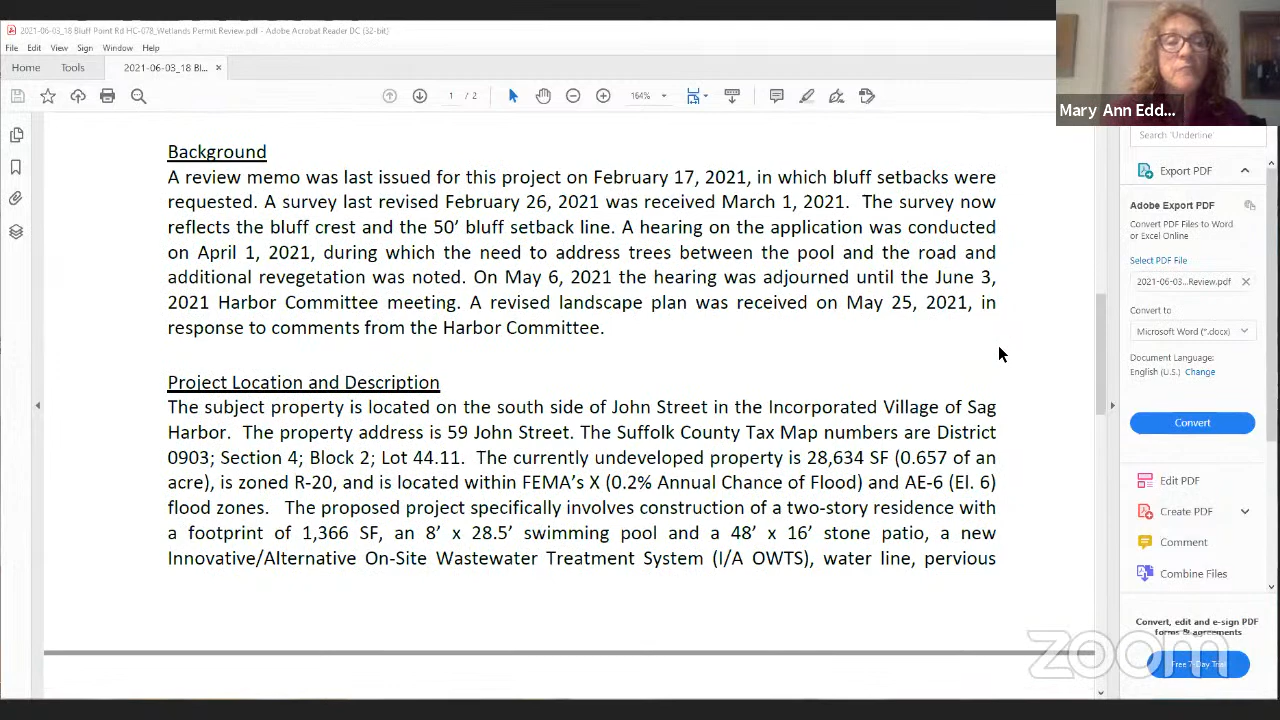 2021-06-03_18 Bluff Point Rd HC-078_Wetlands Permit Review.pdf - Adobe Acrobat Reader DC (32-bit)
File Edit View Sign Window Help
Home Tools 2021-06-03_18 Bl... ×
1 / 2 164%
Mary Ann Edd...
Background
A review memo was last issued for this project on February 17, 2021, in which bluff setbacks were
requested. A survey last revised February 26, 2021 was received March 1, 2021. The survey now
reflects the bluff crest and the 50’ bluff setback line. A hearing on the application was conducted
on April 1, 2021, during which the need to address trees between the pool and the road and
additional revegetation was noted. On May 6, 2021 the hearing was adjourned until the June 3,
2021 Harbor Committee meeting. A revised landscape plan was received on May 25, 2021, in
response to comments from the Harbor Committee.
Project Location and Description
The subject property is located on the south side of John Street in the Incorporated Village of Sag
Harbor. The property address is 59 John Street. The Suffolk County Tax Map numbers are District
0903; Section 4; Block 2; Lot 44.11. The currently undeveloped property is 28,634 SF (0.657 of an
acre), is zoned R-20, and is located within FEMA’s X (0.2% Annual Chance of Flood) and AE-6 (El. 6)
flood zones. The proposed project specifically involves construction of a two-story residence with
a footprint of 1,366 SF, an 8’ x 28.5’ swimming pool and a 48’ x 16’ stone patio, a new
Innovative/Alternative On-Site Wastewater Treatment System (I/A OWTS), water line, pervious
Search 'Underline'
Export PDF
Adobe Export PDF
Convert PDF Files to Word
or Excel Online
Select PDF File
2021-06-03...Review.pdf ×
Convert to
Microsoft Word (*.docx)
Document Language:
English (U.S.) Change
Convert
Edit PDF
Create PDF
Comment
Combine Files
Convert, edit and e-sign PDF
forms & agreements
Free 7-Day Trial
zoom